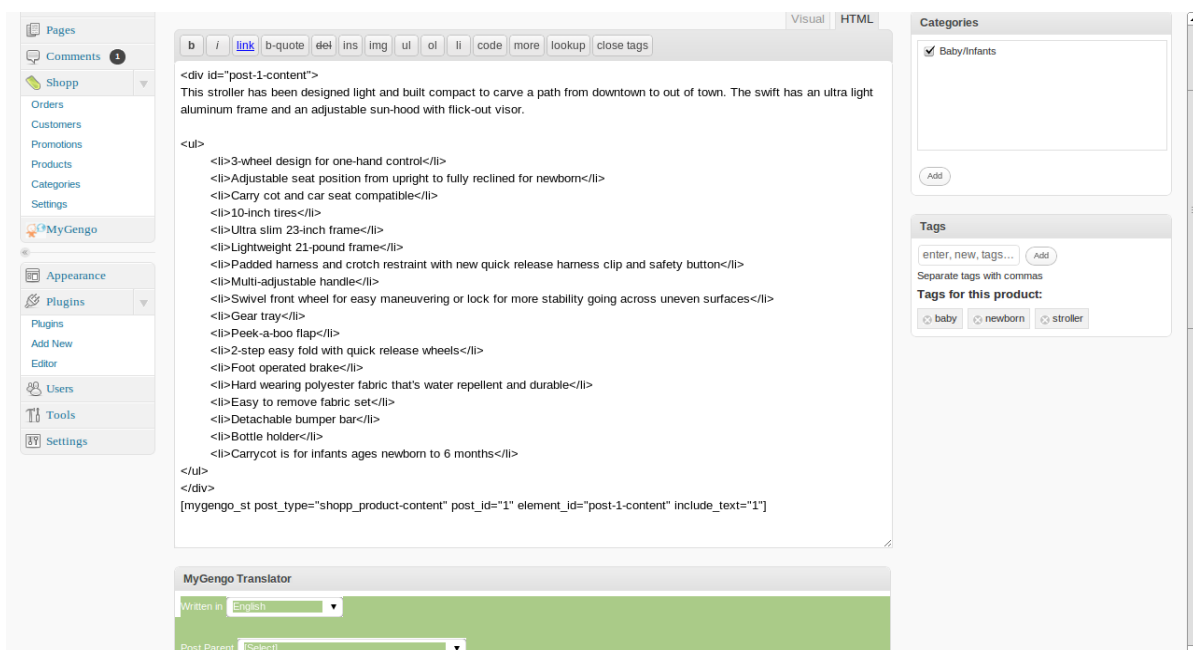 Pages
Comments 1
Shopp
Orders
Customers
Promotions
Products
Categories
Settings
MyGengo
Appearance
Plugins
Plugins
Add New
Editor
Users
Tools
Settings
Visual HTML
b i link b-quote del ins img ul ol li code more lookup close tags
<div id="post-1-content">
This stroller has been designed light and built compact to carve a path from downtown to out of town. The swift has an ultra light
aluminum frame and an adjustable sun-hood with flick-out visor.
<ul>
<li>3-wheel design for one-hand control</li>
<li>Adjustable seat position from upright to fully reclined for newborn</li>
<li>Carry cot and car seat compatible</li>
<li>10-inch tires</li>
<li>Ultra slim 23-inch frame</li>
<li>Lightweight 21-pound frame</li>
<li>Padded harness and crotch restraint with new quick release harness clip and safety button</li>
<li>Multi-adjustable handle</li>
<li>Swivel front wheel for easy maneuvering or lock for more stability going across uneven surfaces</li>
<li>Gear tray</li>
<li>Peek-a-boo flap</li>
<li>2-step easy fold with quick release wheels</li>
<li>Foot operated brake</li>
<li>Hard wearing polyester fabric that's water repellent and durable</li>
<li>Easy to remove fabric set</li>
<li>Detachable bumper bar</li>
<li>Bottle holder</li>
<li>Carrycot is for infants ages newborn to 6 months</li>
</ul>
</div>
[mygengo_st post_type="shopp_product-content" post_id="1" element_id="post-1-content" include_text="1"]
MyGengo Translator
Written in English
Post Parent [Select]
Categories
Baby/Infants
Add
Tags
enter, new, tags… Add
Separate tags with commas
Tags for this product:
baby newborn stroller